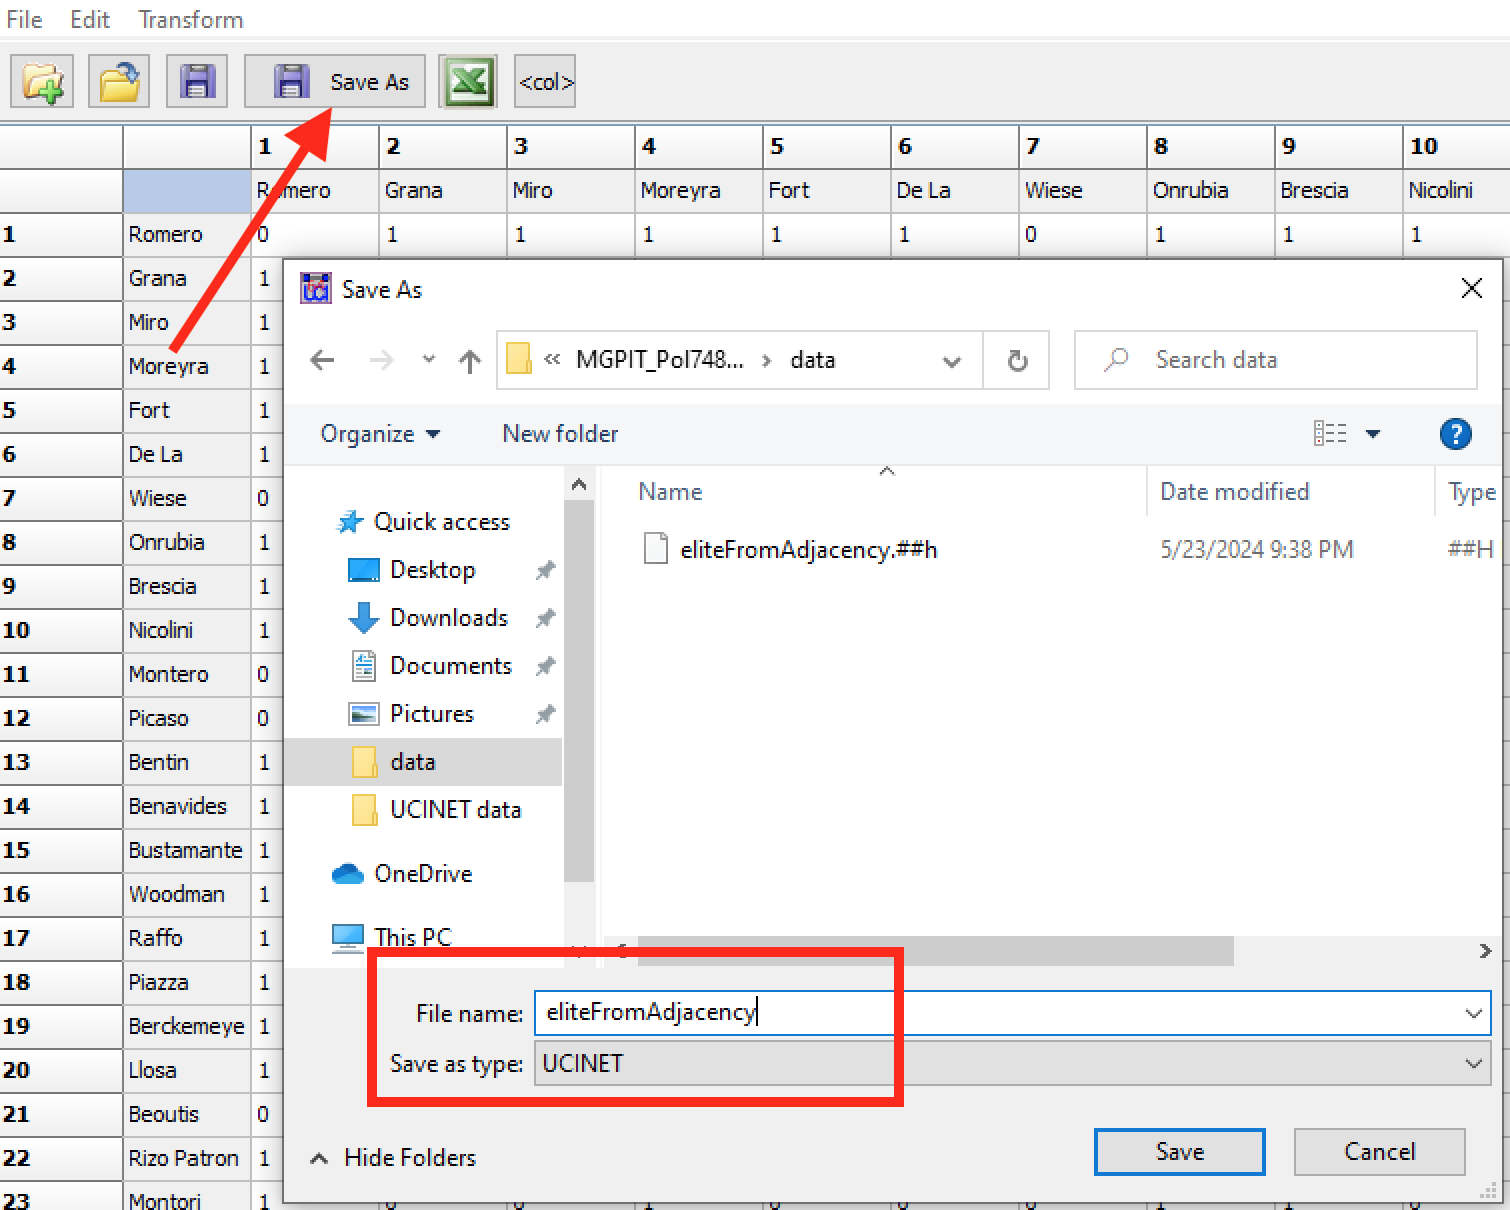 File Edit Transform
Save As <col>
1 2 3 4 5 6 7 8 9 10
Romero Grana Miro Moreyra Fort De La Wiese Onrubia Brescia Nicolini
1 Romero 0 1 1 1 1 1 0 1 1 1
2 Grana 1
3 Miro 1
4 Moreyra 1
5 Fort 1
6 De La 1
7 Wiese 0
8 Onrubia 1
9 Brescia 1
10 Nicolini 1
11 Montero 0
12 Picaso 0
13 Bentin 1
14 Benavides 1
15 Bustamante 1
16 Woodman 1
17 Raffo 1
18 Piazza 1
19 Berckemeye 1
20 Llosa 1
21 Beoutis 0
22 Rizo Patron 1
23 Montori 1
Save As
« MGPIT_Pol748... > data
Search data
Organize New folder
Name Date modified Type
eliteFromAdjacency.##h 5/23/2024 9:38 PM ##H
Quick access
Desktop
Downloads
Documents
Pictures
data
UCINET data
OneDrive
This PC
File name: eliteFromAdjacency
Save as type: UCINET
Hide Folders Save Cancel